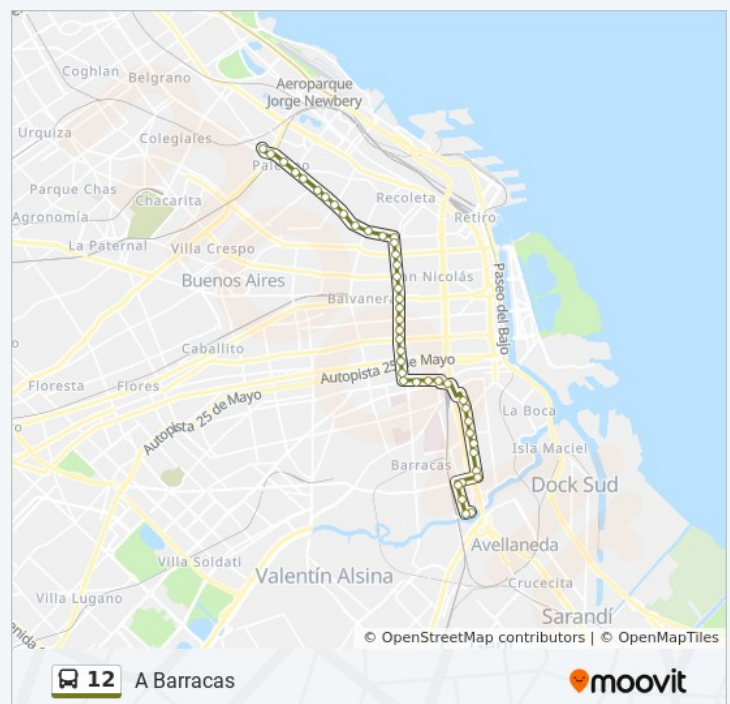 Coghlan
Belgrano
Aeroparque
Jorge Newbery
Urquiza
Colegiales
Palermo
Parque Chas
Chacarita
Recoleta
Agronomía
Retiro
La Paternal
Villa Crespo
Buenos Aires
San Nicolás
Paseo del Bajo
Balvanera
Caballito
Autopista 25 de Mayo
Floresta
Flores
Autopista 25 de Mayo
La Boca
Isla Maciel
Barracas
Dock Sud
Avellaneda
Villa Soldati
Valentín Alsina
Crucecita
Villa Lugano
Sarandí
© OpenStreetMap contributors | © OpenMapTiles
12 A Barracas
moovit